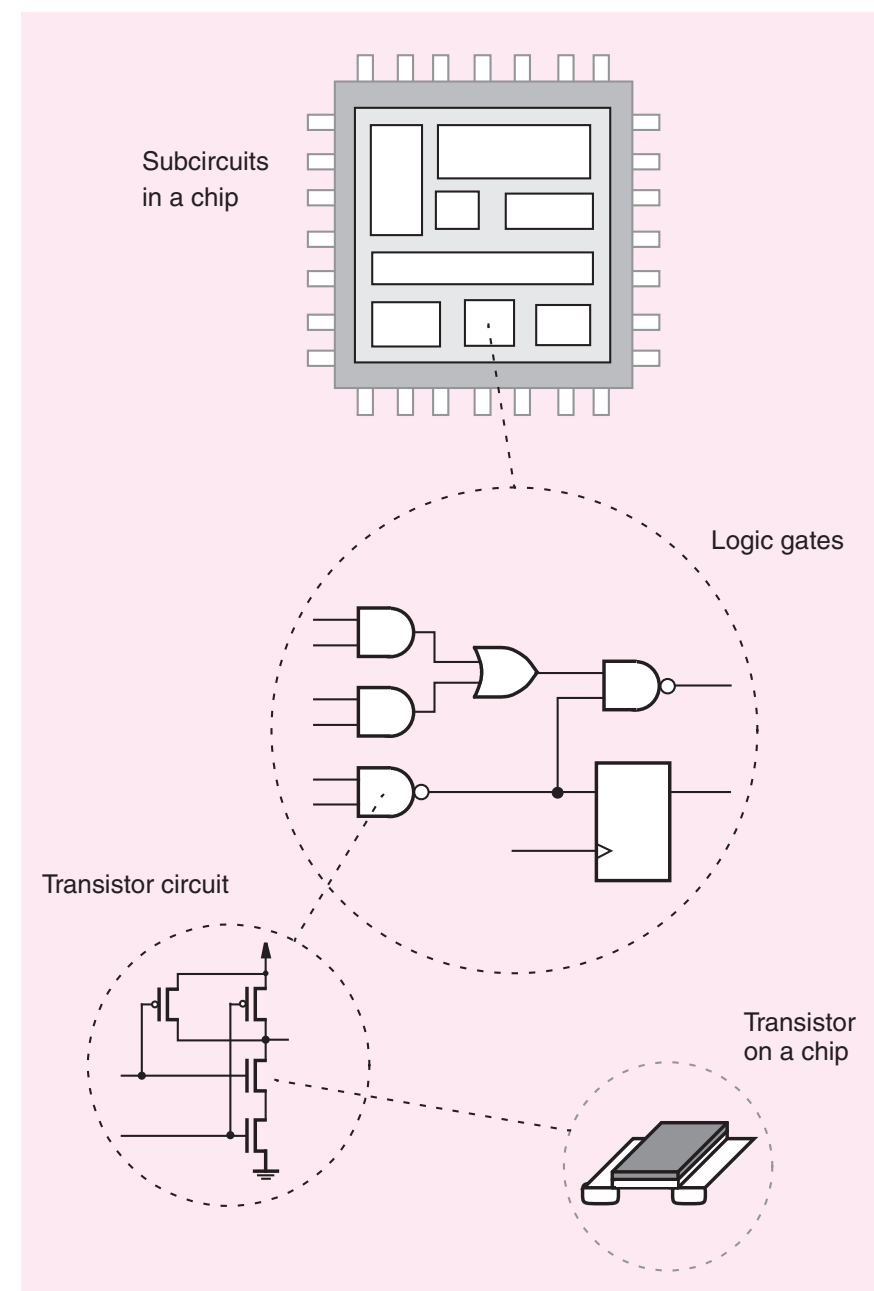 Subcircuits
in a chip
Logic gates
Transistor circuit
Transistor
on a chip